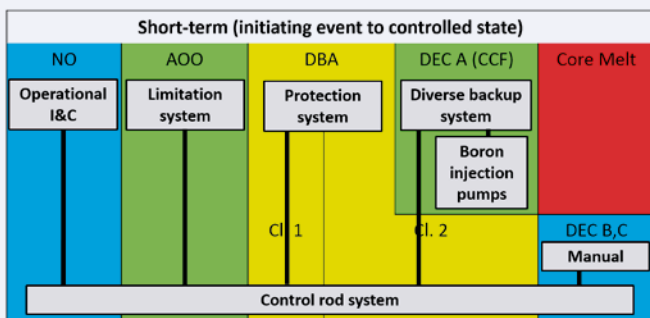 Short-term (initiating event to controlled state)
NO
AOO
DBA
DEC A (CCF)
Core Melt
Operational
I&C
Limitation
system
Protection
system
Diverse backup
system
Boron
injection
pumps
Cl. 1
Cl. 2
DEC B,C
Manual
Control rod system